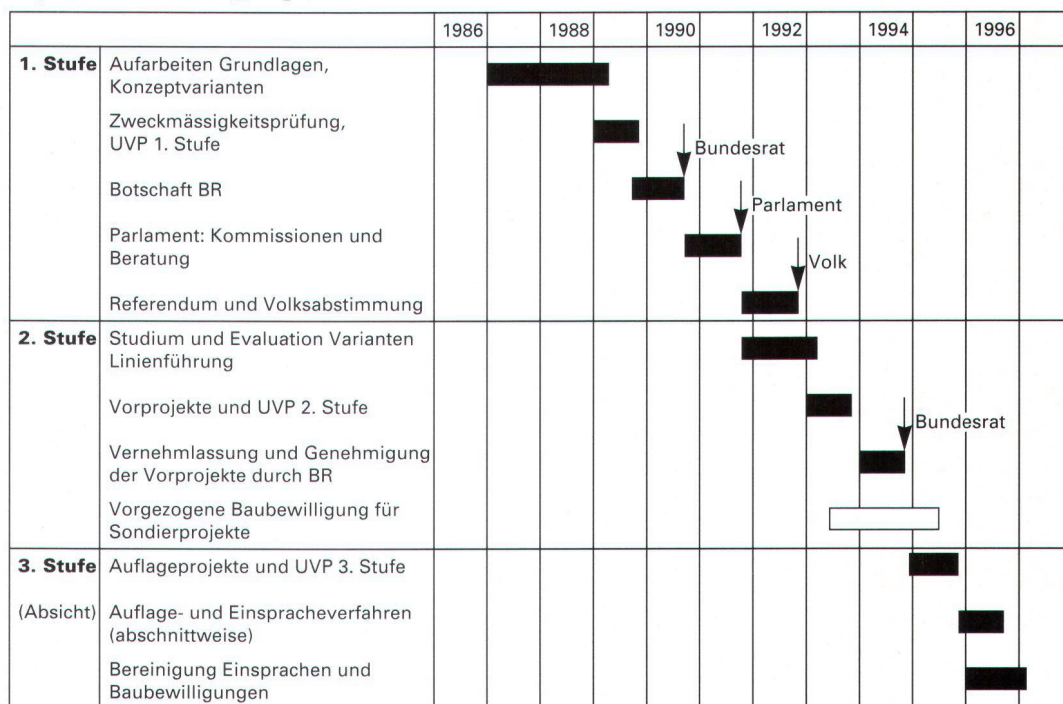 1986 1988 1990 1992 1994 1996
1. Stufe Aufarbeiten Grundlagen,
Konzeptvarianten
Zweckmässigkeitsprüfung,
UVP 1. Stufe
Bundesrat
Botschaft BR
Parlament
Parlament: Kommissionen und
Beratung
Volk
Referendum und Volksabstimmung
2. Stufe Studium und Evaluation Varianten
Linienführung
Vorprojekte und UVP 2. Stufe
Bundesrat
Vernehmlassung und Genehmigung
der Vorprojekte durch BR
Vorgezogene Baubewilligung für
Sondierprojekte
3. Stufe Auflageprojekte und UVP 3. Stufe
(Absicht) Auflage- und Einspracheverfahren
(abschnittweise)
Bereinigung Einsprachen und
Baubewilligungen